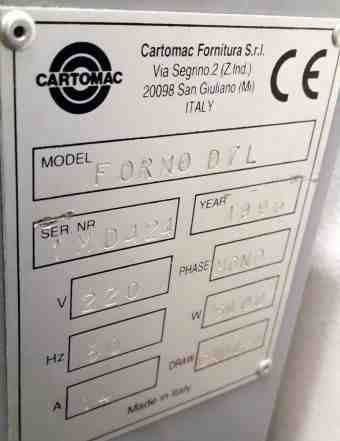 CARTOMAC
Cartomac Fornitura S.r.l.
Via Segrino.2 (Z.Ind.)
20098 San Giuliano (Mi)
ITALY
CE
MODEL FORNO D7L
SER. NR
YEAR
V 220
PHASE MONO
Hz
W
A
DRAW
Made in Italy